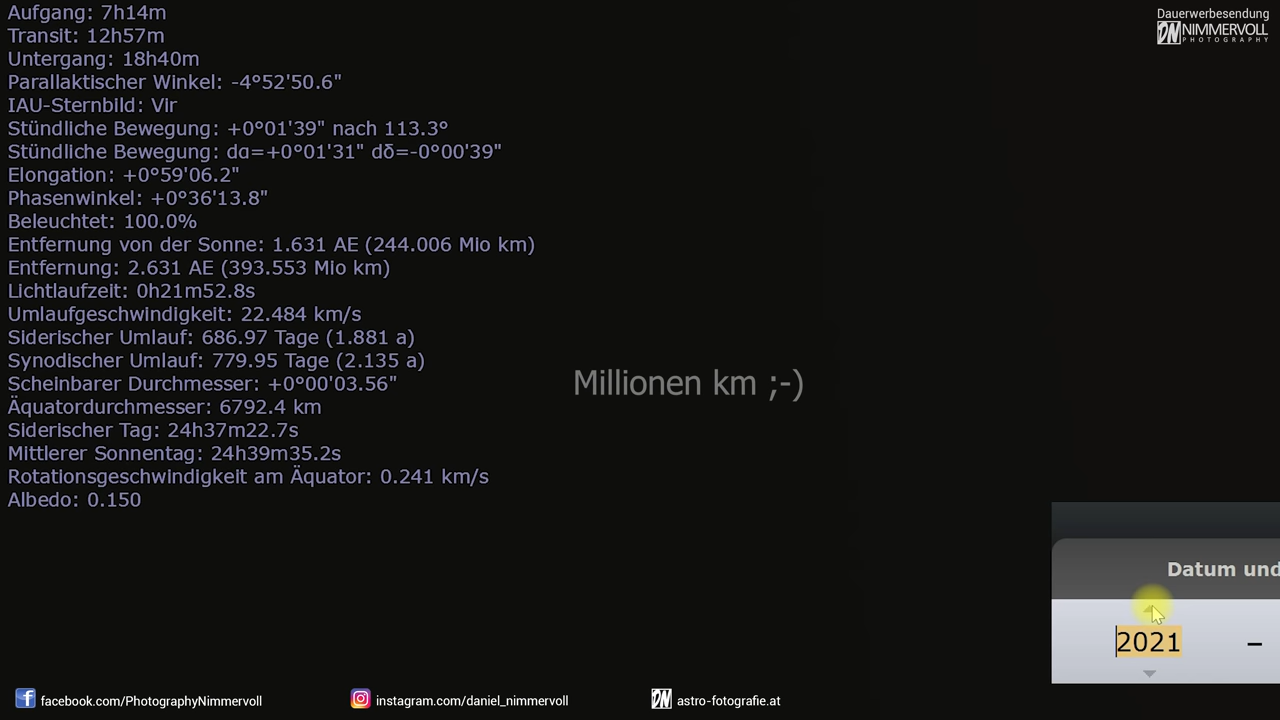 Aufgang: 7h14m
Transit: 12h57m
Untergang: 18h40m
Parallaktischer Winkel: -4°52'50.6"
IAU-Sternbild: Vir
Stündliche Bewegung: +0°01'39" nach 113.3°
Stündliche Bewegung: dα=+0°01'31" dδ=-0°00'39"
Elongation: +0°59'06.2"
Phasenwinkel: +0°36'13.8"
Beleuchtet: 100.0%
Entfernung von der Sonne: 1.631 AE (244.006 Mio km)
Entfernung: 2.631 AE (393.553 Mio km)
Lichtlaufzeit: 0h21m52.8s
Umlaufgeschwindigkeit: 22.484 km/s
Siderischer Umlauf: 686.97 Tage (1.881 a)
Synodischer Umlauf: 779.95 Tage (2.135 a)
Scheinbarer Durchmesser: +0°00'03.56"
Äquatordurchmesser: 6792.4 km
Siderischer Tag: 24h37m22.7s
Mittlerer Sonnentag: 24h39m35.2s
Rotationsgeschwindigkeit am Äquator: 0.241 km/s
Albedo: 0.150
Dauerwerbesendung
DN NIMMERVOLL
PHOTOGRAPHY
Millionen km ;-)
Datum und
2021 –
facebook.com/PhotographyNimmervoll
instagram.com/daniel_nimmervoll
DN astro-fotografie.at